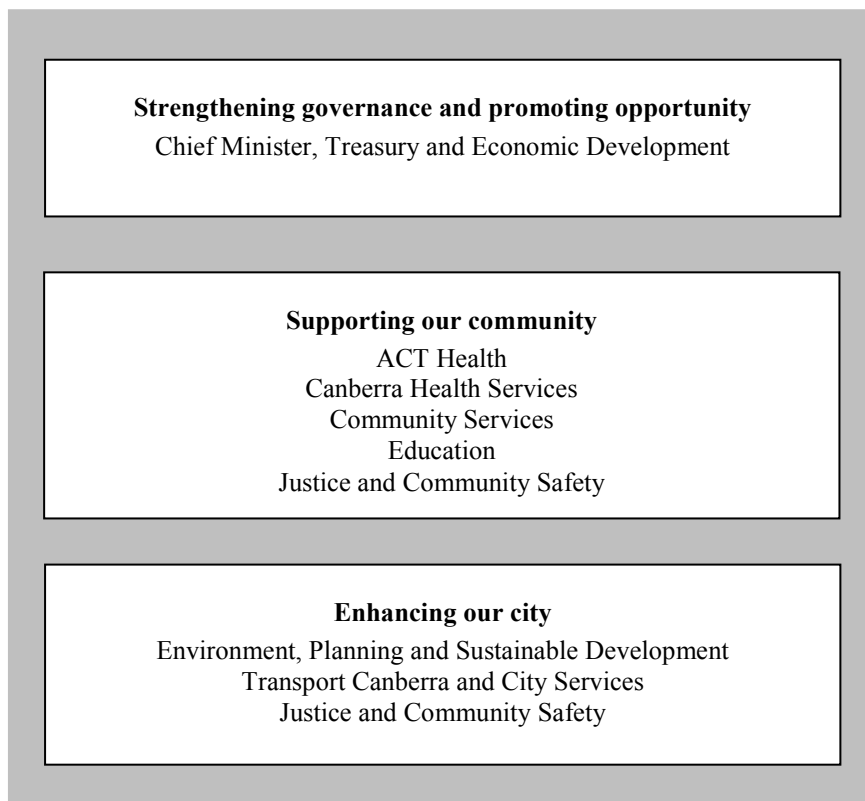 Strengthening governance and promoting opportunity
Chief Minister, Treasury and Economic Development
Supporting our community
ACT Health
Canberra Health Services
Community Services
Education
Justice and Community Safety
Enhancing our city
Environment, Planning and Sustainable Development
Transport Canberra and City Services
Justice and Community Safety